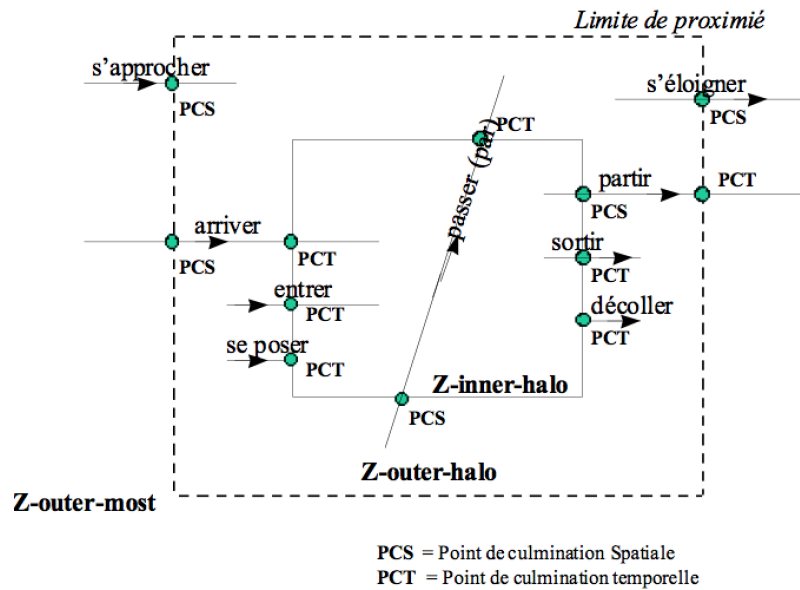 Limite de proximié
s'approcher
PCS
s'éloigner
PCS
PCT
passer (par)
partir
PCS
PCT
arriver
PCS
PCT
sortir
PCT
entrer
PCT
décoller
PCT
se poser
PCT
Z-inner-halo
PCS
Z-outer-halo
Z-outer-most
PCS = Point de culmination Spatiale
PCT = Point de culmination temporelle